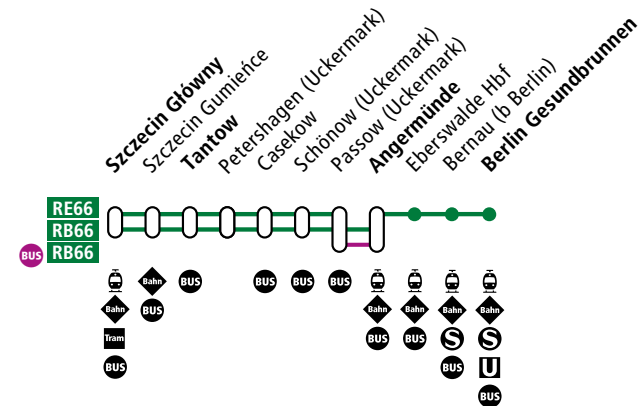 Szczecin Główny
Szczecin Gumieńce
Tantow
Petershagen (Uckermark)
Casekow
Schönow (Uckermark)
Passow (Uckermark)
Angermünde
Eberswalde Hbf
Bernau (b Berlin)
Berlin Gesundbrunnen
RE66
RB66
BUS RB66
Bahn BUS BUS BUS BUS
Bahn BUS Bahn Bahn Bahn Bahn
Tram BUS BUS S S
BUS BUS U
BUS